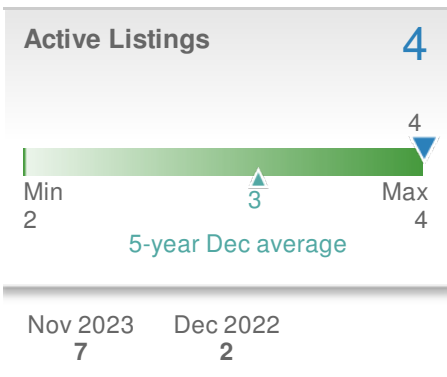 Active Listings 4
4
Min Max
2 3 4
5-year Dec average
Nov 2023 Dec 2022
7 2